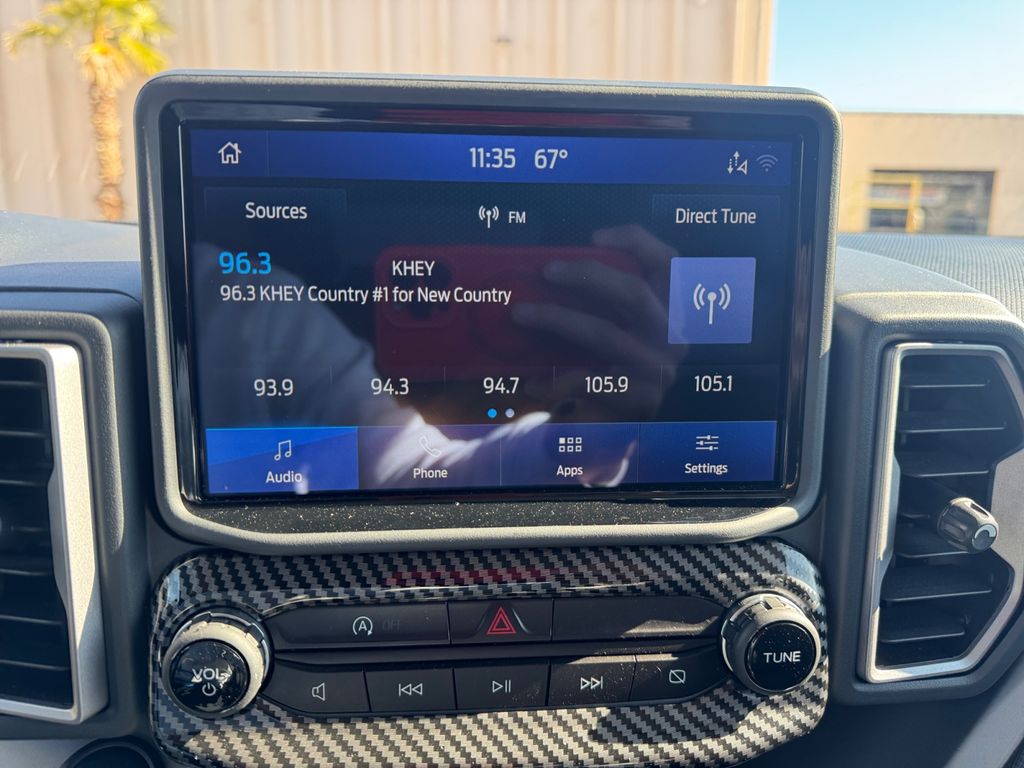 11:35 67°
Sources
FM
Direct Tune
96.3
KHEY
96.3 KHEY Country #1 for New Country
93.9 94.3 94.7 105.9 105.1
Audio
Phone
Apps
Settings
A OFF
VOL
TUNE